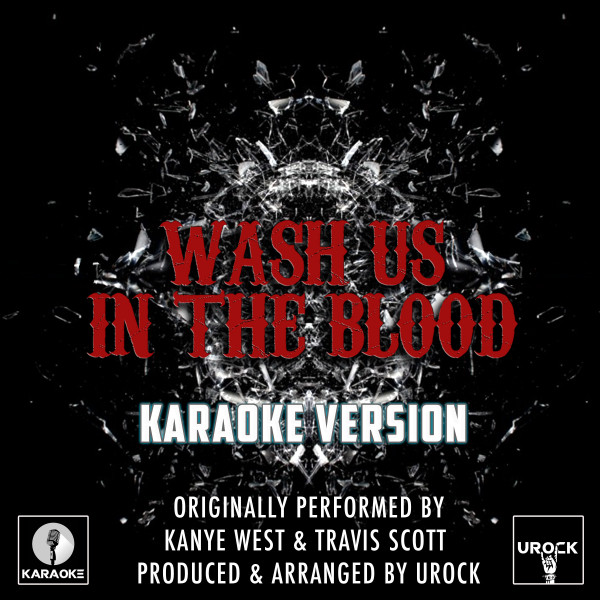 WASH US
IN THE BLOOD
KARAOKE VERSION
ORIGINALLY PERFORMED BY
KANYE WEST & TRAVIS SCOTT
PRODUCED & ARRANGED BY UROCK
KARAOKE
UROCK